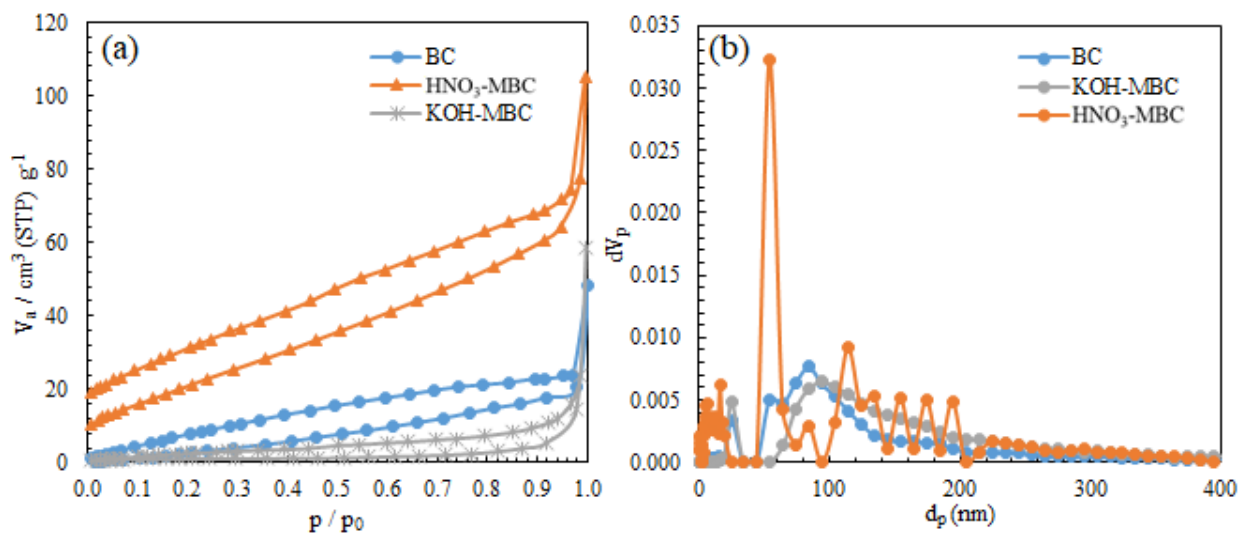 (a)
BC
HNO₃-MBC
KOH-MBC
120
100
80
60
40
20
0
Vₐ / cm³ (STP) g⁻¹
0.0 0.1 0.2 0.3 0.4 0.5 0.6 0.7 0.8 0.9 1.0
p / p₀
(b)
BC
KOH-MBC
HNO₃-MBC
0.035
0.030
0.025
0.020
0.015
0.010
0.005
0.000
dVₚ
0 100 200 300 400
dₚ (nm)